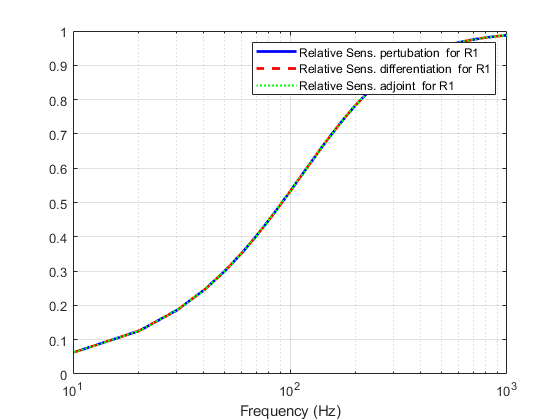 1
0.9
0.8
0.7
0.6
0.5
0.4
0.3
0.2
0.1
0
Relative Sens. pertubation for R1
Relative Sens. differentiation for R1
Relative Sens. adjoint for R1
10^1 10^2 10^3
Frequency (Hz)